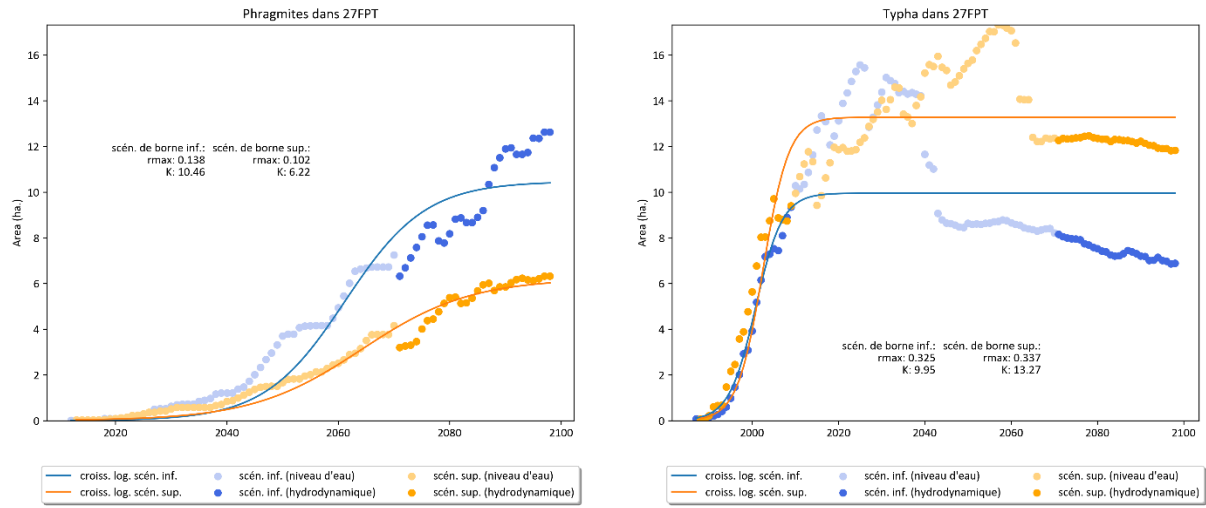 Phragmites dans 27FPT
Area (ha.)
16
14
12
10
8
6
4
2
0
scén. de borne inf.: scén. de borne sup.:
rmax: 0.138 rmax: 0.102
K: 10.46 K: 6.22
2020 2040 2060 2080 2100
croiss. log. scén. inf. scén. inf. (niveau d'eau) scén. sup. (niveau d'eau)
croiss. log. scén. sup. scén. inf. (hydrodynamique) scén. sup. (hydrodynamique)
Typha dans 27FPT
Area (ha.)
16
14
12
10
8
6
4
2
0
scén. de borne inf.: scén. de borne sup.:
rmax: 0.325 rmax: 0.337
K: 9.95 K: 13.27
2000 2020 2040 2060 2080 2100
croiss. log. scén. inf. scén. inf. (niveau d'eau) scén. sup. (niveau d'eau)
croiss. log. scén. sup. scén. inf. (hydrodynamique) scén. sup. (hydrodynamique)